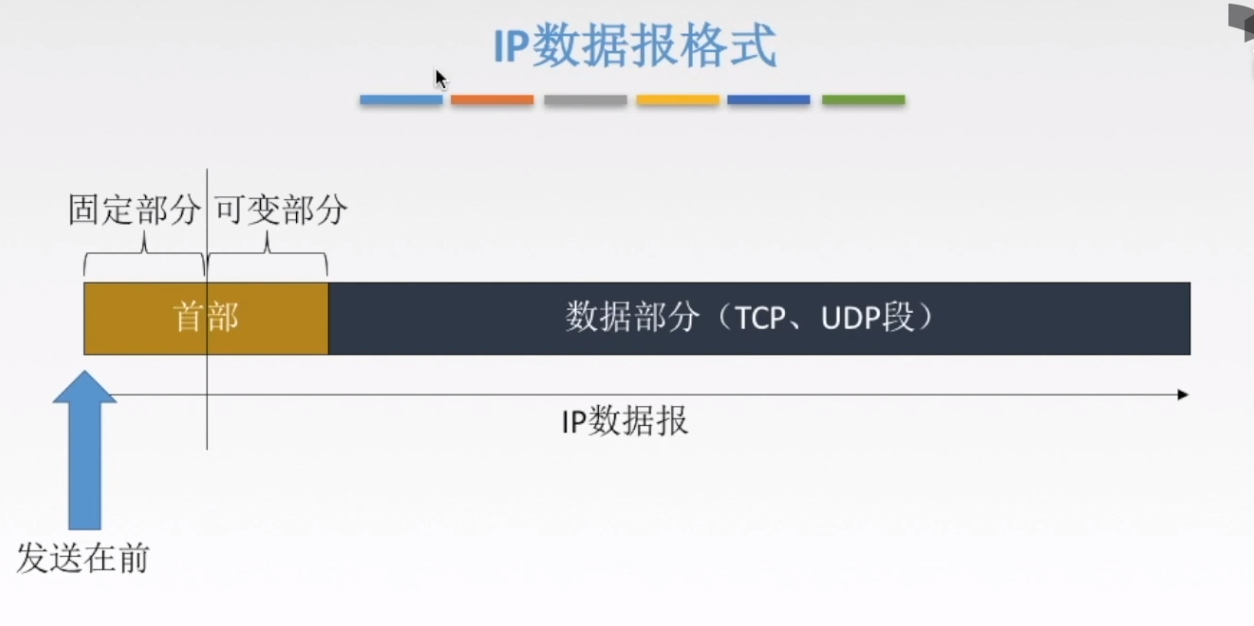 IP数据报格式
固定部分 可变部分
首部 数据部分（TCP、UDP段）
IP数据报
发送在前